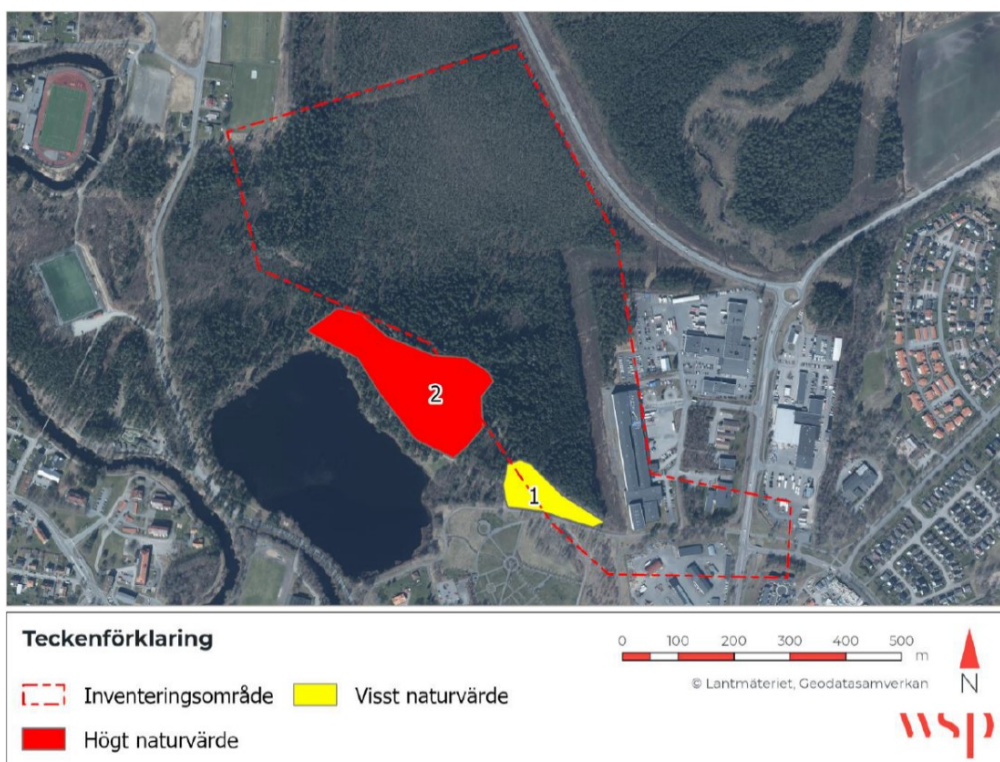 2
1
Teckenförklaring
Inventeringsområde
Visst naturvärde
Högt naturvärde
0 100 200 300 400 500
m
© Lantmäteriet, Geodatasamverkan
N
wsp